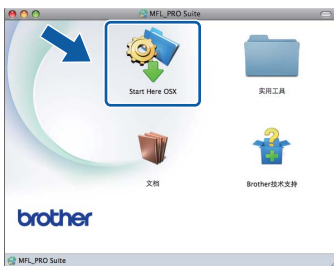 MFL_PRO Suite
Start Here OSX
实用工具
文档
Brother技术支持
brother
MFL_PRO Suite